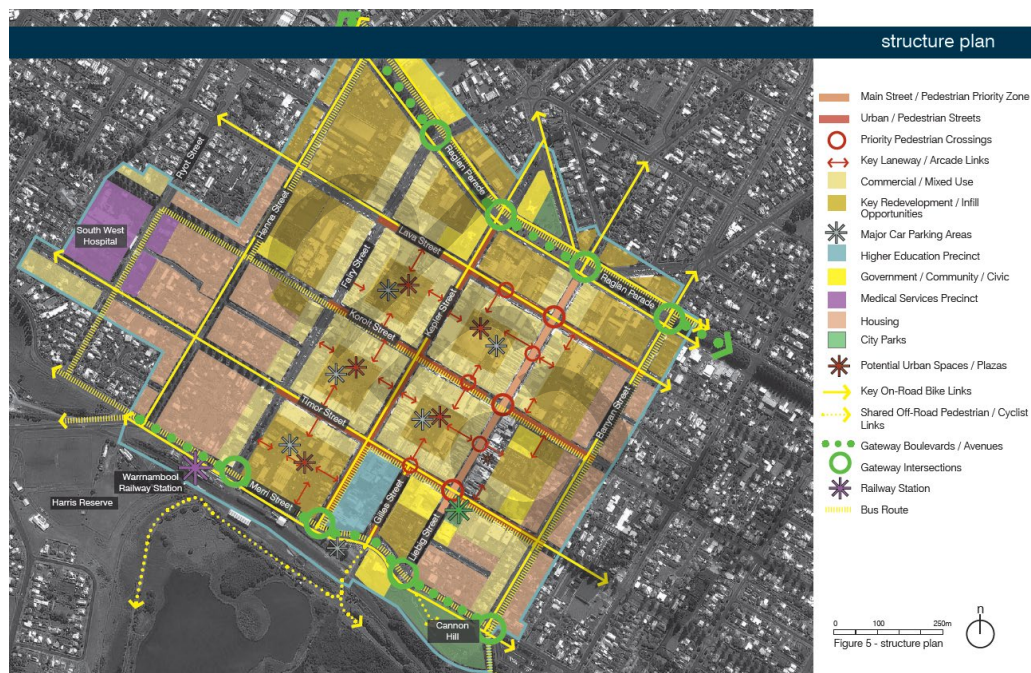 structure plan
Main Street / Pedestrian Priority Zone
Urban / Pedestrian Streets
Priority Pedestrian Crossings
Key Laneway / Arcade Links
Commercial / Mixed Use
Key Redevelopment / Infill
Opportunities
Major Car Parking Areas
Higher Education Precinct
Government / Community / Civic
Medical Services Precinct
Housing
City Parks
Potential Urban Spaces / Plazas
Key On-Road Bike Links
Shared Off-Road Pedestrian / Cyclist
Links
Gateway Boulevards / Avenues
Gateway Intersections
Railway Station
Bus Route
n
0 100 250m
Figure 5 - structure plan
Ryot Street
Raglan Parade
South West
Hospital
Henna Street
Lava Street
Fairy Street
Raglan Parade
Koroit Street
Kepler Street
Timor Street
Banyan Street
Warrnambool
Railway Station
Harris Reserve
Merri Street
Gilles Street
Liebig Street
Cannon
Hill